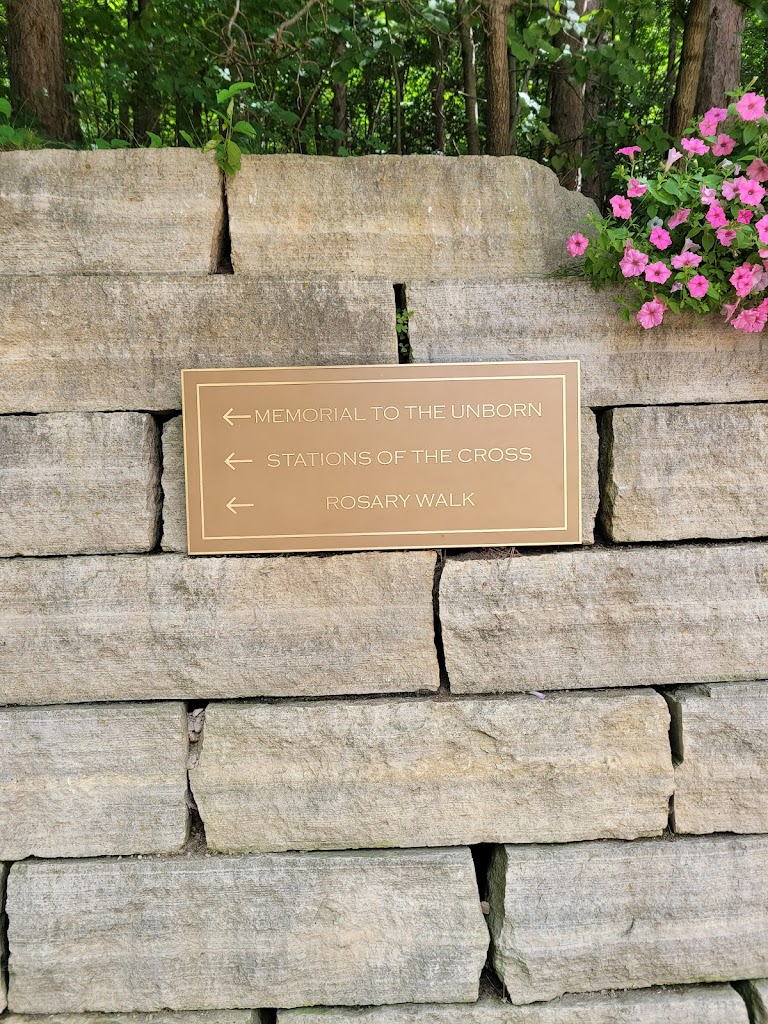 ← MEMORIAL TO THE UNBORN
← STATIONS OF THE CROSS
← ROSARY WALK